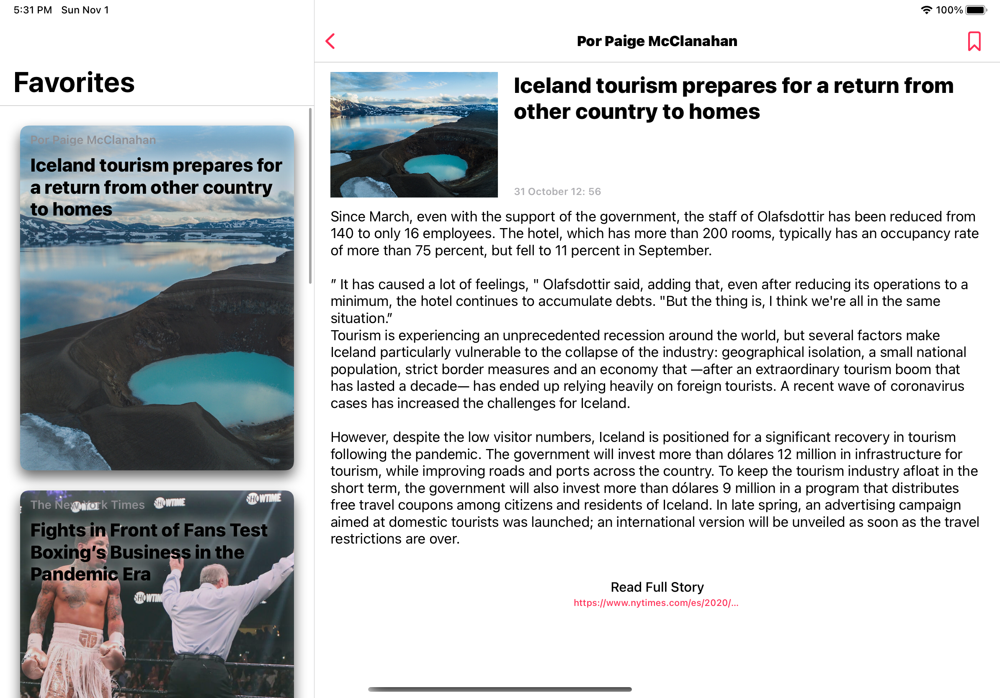 5:31 PM Sun Nov 1
100%
Favorites
Por Paige McClanahan
Iceland tourism prepares for
a return from other country
to homes
The New York Times
SHOWTIME
SHOWTIME
SHOWTIME
Fights in Front of Fans Test
Boxing’s Business in the
Pandemic Era
SHOWTIM
GTD
Por Paige McClanahan
Iceland tourism prepares for a return from
other country to homes
31 October 12: 56
Since March, even with the support of the government, the staff of Olafsdottir has been reduced from
140 to only 16 employees. The hotel, which has more than 200 rooms, typically has an occupancy rate
of more than 75 percent, but fell to 11 percent in September.
” It has caused a lot of feelings, " Olafsdottir said, adding that, even after reducing its operations to a
minimum, the hotel continues to accumulate debts. "But the thing is, I think we're all in the same
situation.”
Tourism is experiencing an unprecedented recession around the world, but several factors make
Iceland particularly vulnerable to the collapse of the industry: geographical isolation, a small national
population, strict border measures and an economy that —after an extraordinary tourism boom that
has lasted a decade— has ended up relying heavily on foreign tourists. A recent wave of coronavirus
cases has increased the challenges for Iceland.
However, despite the low visitor numbers, Iceland is positioned for a significant recovery in tourism
following the pandemic. The government will invest more than dólares 12 million in infrastructure for
tourism, while improving roads and ports across the country. To keep the tourism industry afloat in the
short term, the government will also invest more than dólares 9 million in a program that distributes
free travel coupons among citizens and residents of Iceland. In late spring, an advertising campaign
aimed at domestic tourists was launched; an international version will be unveiled as soon as the travel
restrictions are over.
Read Full Story
https://www.nytimes.com/es/2020/...